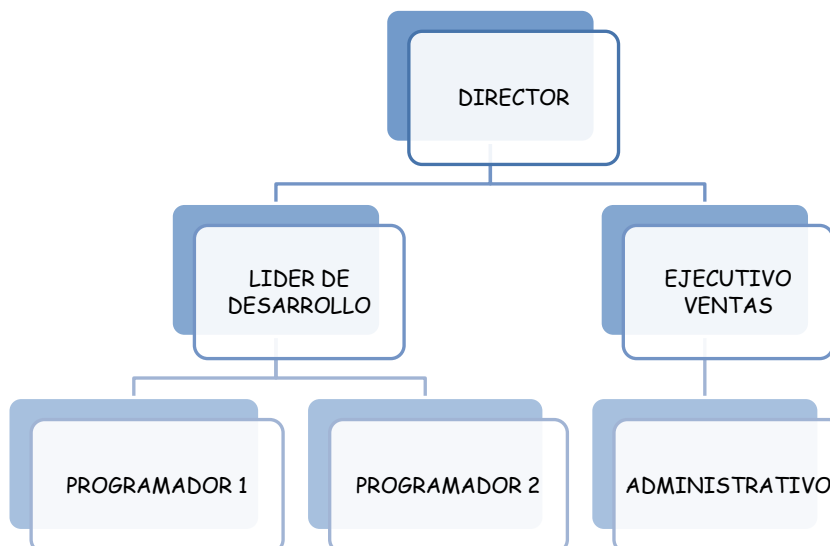 DIRECTOR
LIDER DE
DESARROLLO
EJECUTIVO
VENTAS
PROGRAMADOR 1
PROGRAMADOR 2
ADMINISTRATIVO